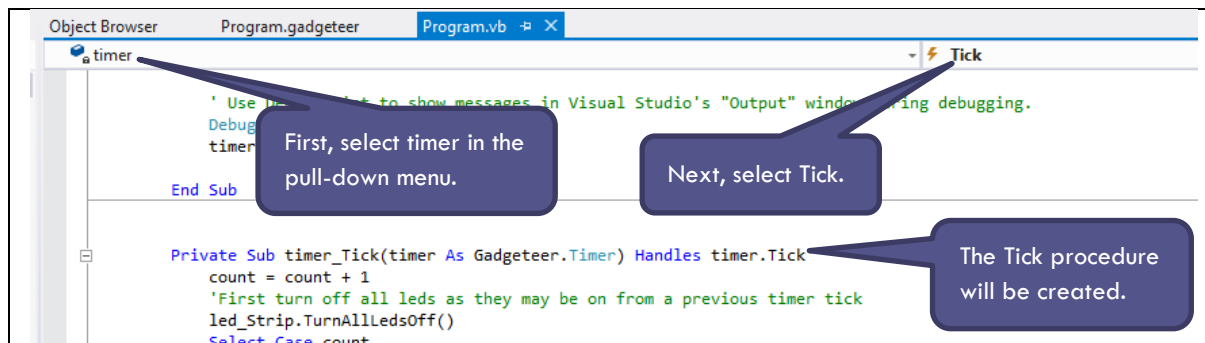 Object Browser Program.gadgeteer Program.vb
timer Tick
' Use to show messages in Visual Studio's "Output" window debugging.
Debug
timer
First, select timer in the
pull-down menu.
Next, select Tick.
End Sub
Private Sub timer_Tick(timer As Gadgeteer.Timer) Handles timer.Tick
count = count + 1
'First turn off all leds as they may be on from a previous timer tick
led_Strip.TurnAllLedsOff()
Select Case count
The Tick procedure
will be created.